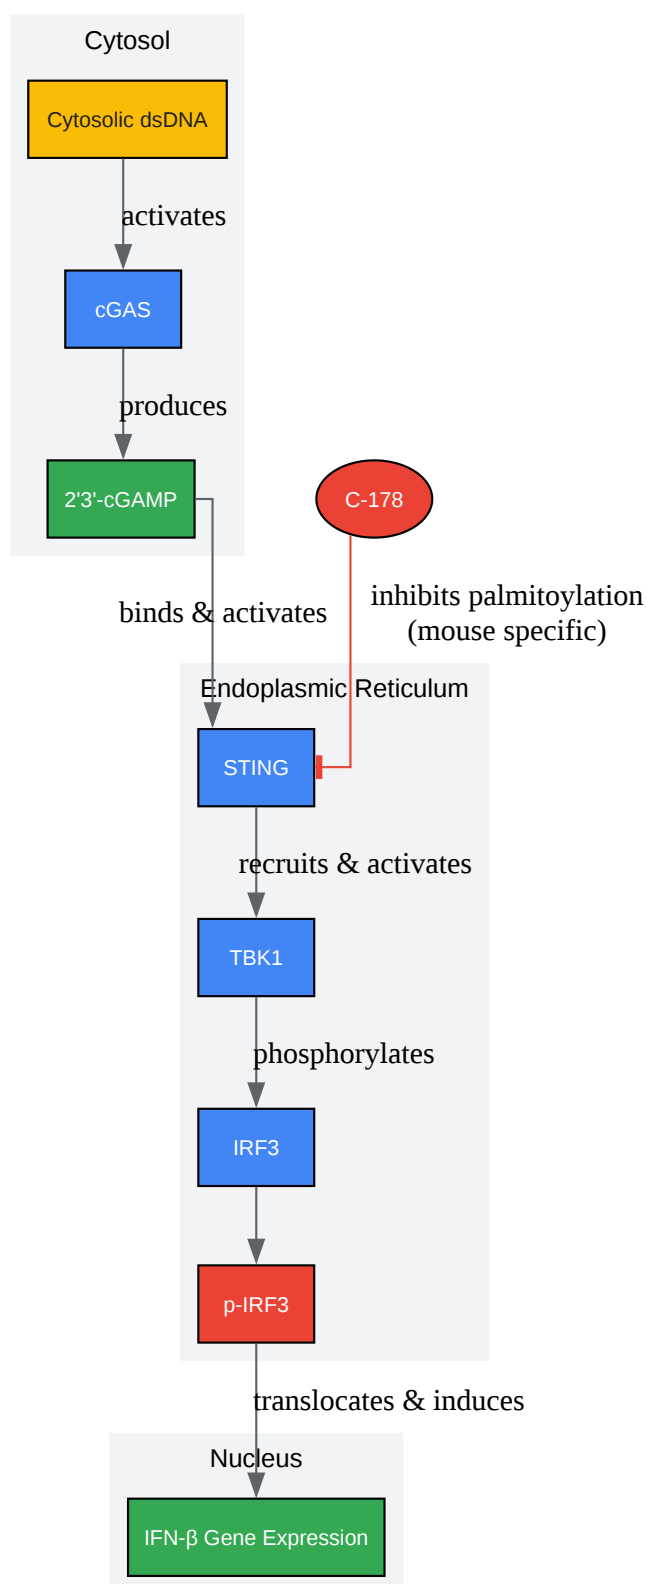 Cytosol
Cytosolic dsDNA
activates
cGAS
produces
2'3'-cGAMP
C-178
binds & activates
inhibits palmitoylation
(mouse specific)
Endoplasmic Reticulum
STING
recruits & activates
TBK1
phosphorylates
IRF3
p-IRF3
translocates & induces
Nucleus
IFN-β Gene Expression